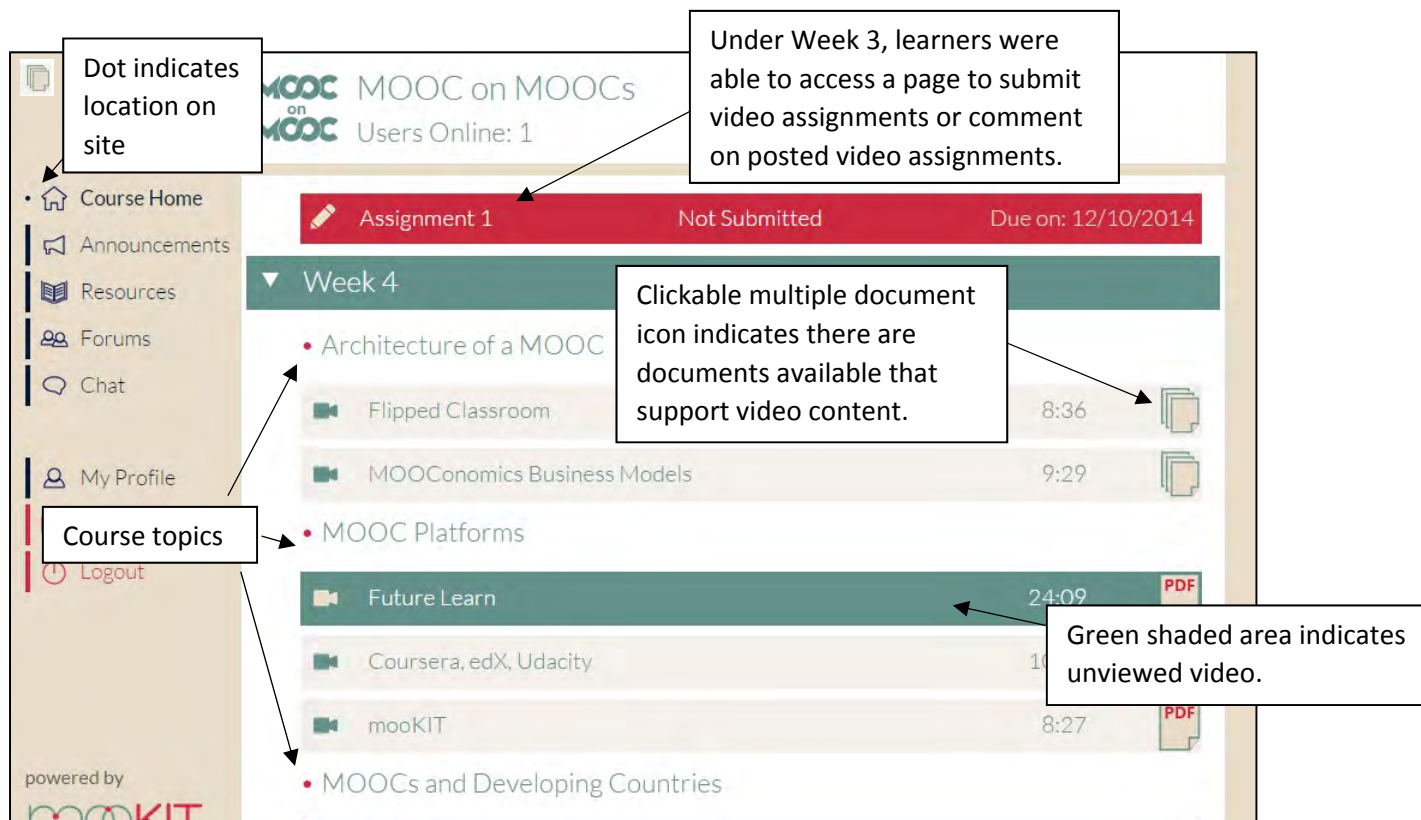 Dot indicates
location on
site
MOOC
on
MOOC
MOOC on MOOCs
Users Online: 1
Under Week 3, learners were
able to access a page to submit
video assignments or comment
on posted video assignments.
Course Home
Announcements
Resources
Forums
Chat
My Profile
Logout
Assignment 1 Not Submitted Due on: 12/10/2014
Week 4
Clickable multiple document
icon indicates there are
documents available that
support video content.
Architecture of a MOOC
Flipped Classroom 8:36
MOOConomics Business Models 9:29
Course topics
MOOC Platforms
Future Learn 24:09 PDF
Green shaded area indicates
unviewed video.
Coursera, edX, Udacity
mooKIT 8:27 PDF
MOOCs and Developing Countries
powered by
mooKIT